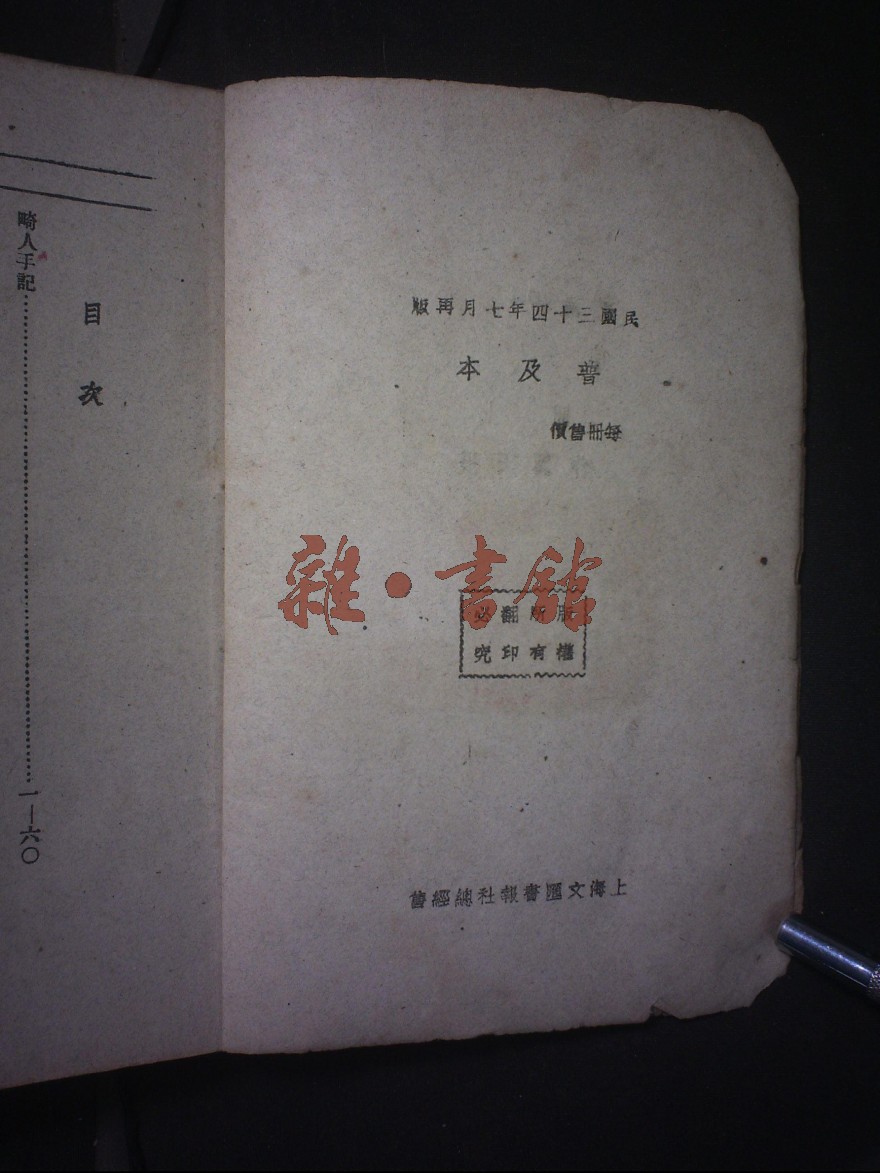 民國三十四年七月再版
普及本
每冊售價
版權所有翻印必究
上海文匯書報社總經售
目次
畸人手記……一—六〇
雜·書館